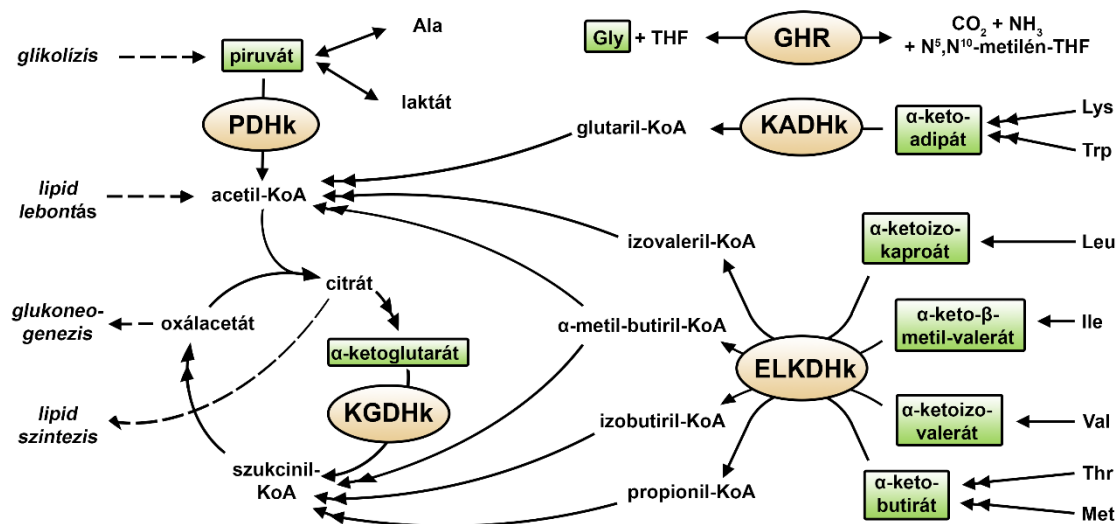 glikolízis
piruvát
Ala
laktát
PDHk
Gly + THF
GHR
CO2 + NH3
+ N5,N10-metilén-THF
glutaril-KoA
KADHk
α-keto-
adipát
Lys
Trp
lipid
lebontás
acetil-KoA
izovaleril-KoA
α-ketoizo-
kaproát
Leu
citrát
glukoneo-
genezis
oxálacetát
α-metil-butiril-KoA
α-keto-β-
metil-valerát
Ile
α-ketoglutarát
ELKDHk
KGDHk
lipid
szintezis
izobutiril-KoA
α-ketoizo-
valerát
Val
szukcinil-
KoA
propionil-KoA
α-keto-
butirát
Thr
Met